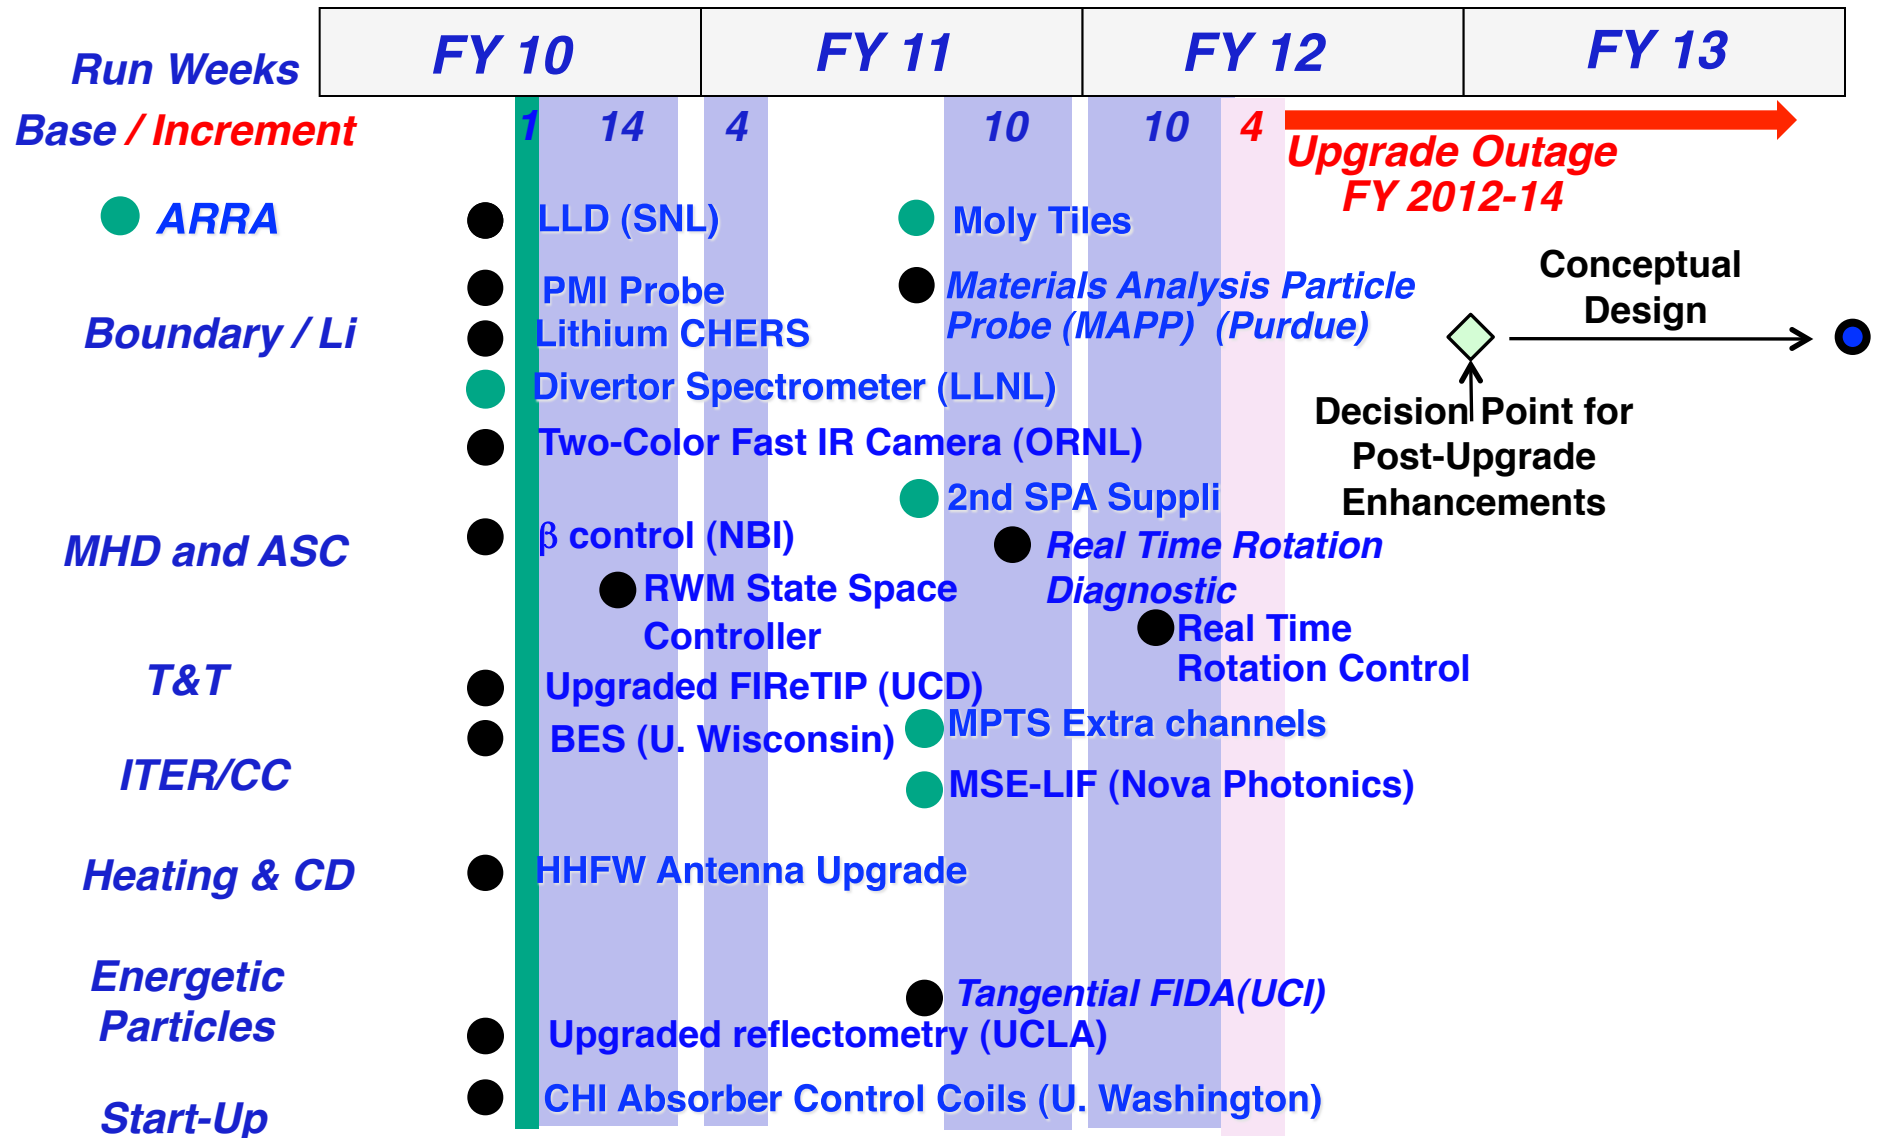 FY 10 FY 11 FY 12 FY 13
Run Weeks
Base / Increment
1 14 4 10 10 4
Upgrade Outage
FY 2012-14
ARRA
LLD (SNL)
Moly Tiles
PMI Probe
Materials Analysis Particle
Probe (MAPP) (Purdue)
Conceptual
Design
Boundary / Li
Lithium CHERS
Divertor Spectrometer (LLNL)
Decision Point for
Post-Upgrade
Enhancements
Two-Color Fast IR Camera (ORNL)
2nd SPA Suppli
MHD and ASC
β control (NBI)
Real Time Rotation
Diagnostic
RWM State Space
Controller
Real Time
Rotation Control
T&T
Upgraded FIReTIP (UCD)
MPTS Extra channels
BES (U. Wisconsin)
ITER/CC
MSE-LIF (Nova Photonics)
Heating & CD
HHFW Antenna Upgrade
Energetic
Particles
Tangential FIDA(UCI)
Upgraded reflectometry (UCLA)
Start-Up
CHI Absorber Control Coils (U. Washington)